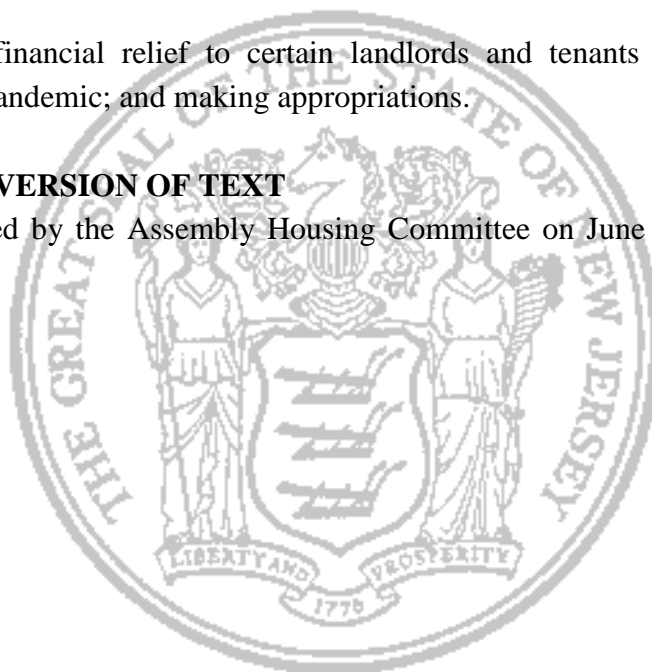 financial relief to certain landlords and tenants
andemic; and making appropriations.
VERSION OF TEXT
ed by the Assembly Housing Committee on June
THE GREAT SEAL OF THE STATE OF NEW JERSEY
LIBERTY AND PROSPERITY
1776